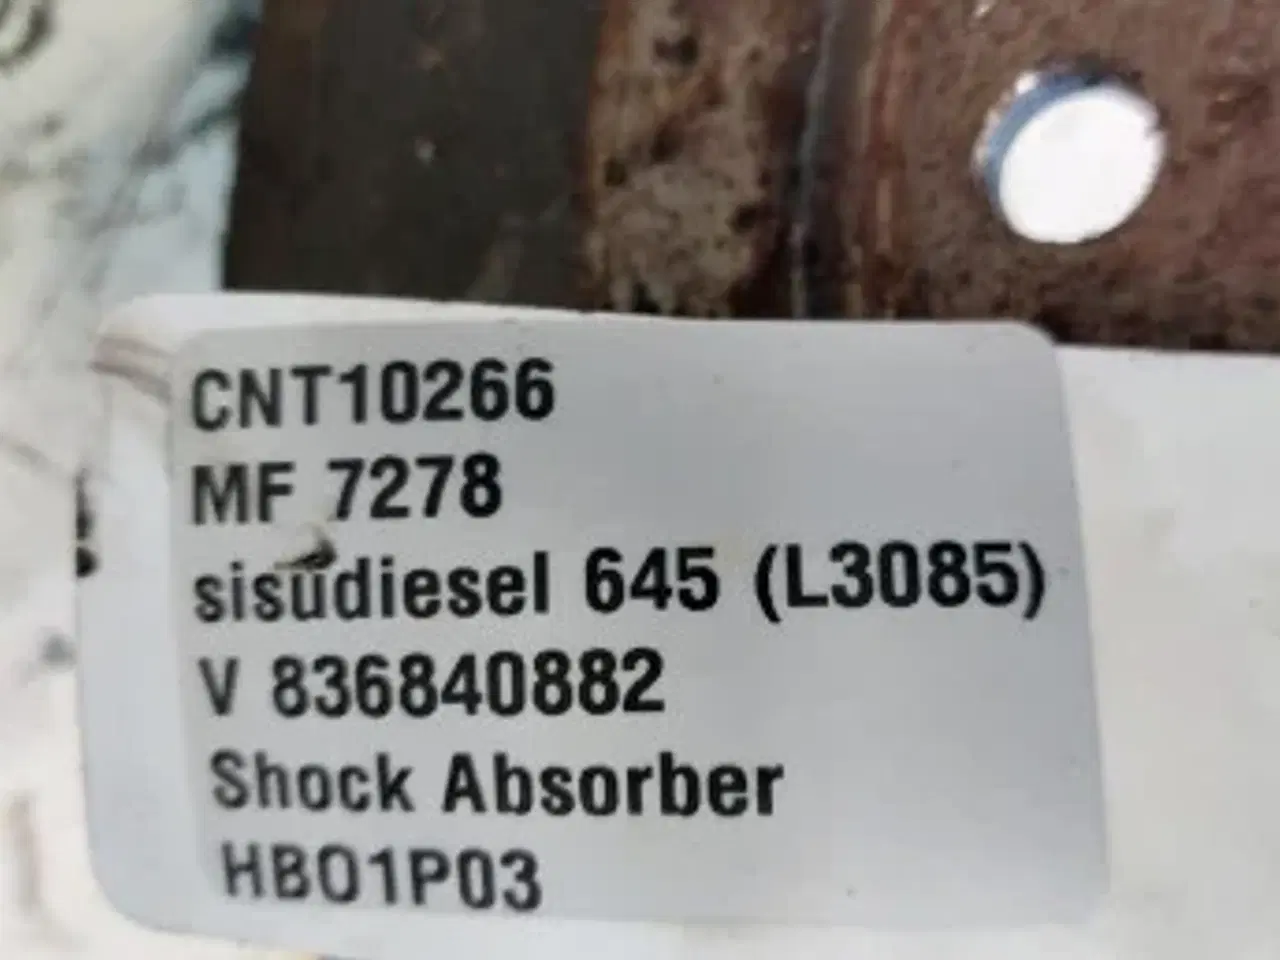 CNT10266
MF 7278
sisudiesel 645 (L3085)
V 836840882
Shock Absorber
HB01P03